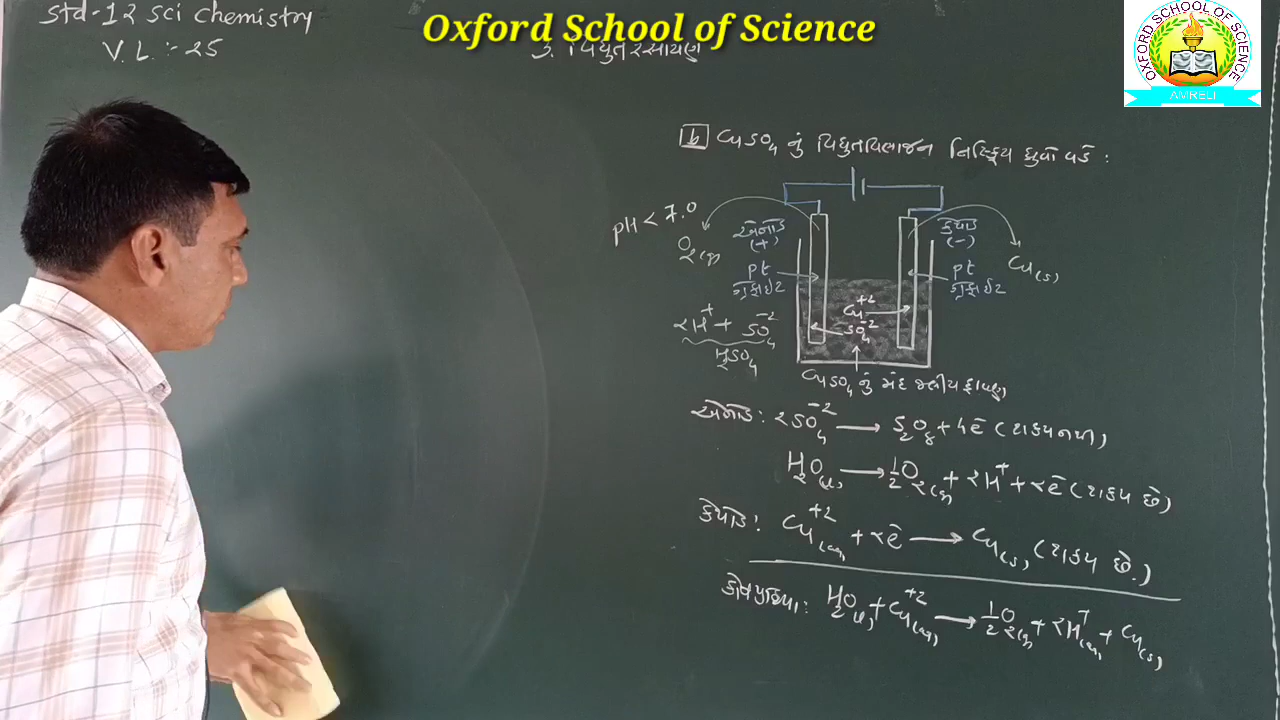 Std-12 Sci Chemistry
Oxford School of Science
OXFORD SCHOOL OF SCIENCE
AMRELI
V. L. :- 25
3. વિદ્યુતરસાયણ
b CuSO₄ નું વિદ્યુતવિભાજન નિષ્ક્રિય ધ્રુવો વડે :
pH < 7.0
એનોડ
(+)
કેથોડ
(-)
O₂(g)
Cu(s)
pt
ગ્રેફાઈટ
pt
ગ્રેફાઈટ
Cu⁺²
SO₄⁻²
2H⁺ + SO₄⁻²
H₂SO₄
CuSO₄ નું મંદ જલીય દ્રાવણ
એનોડ : 2SO₄⁻² → S₂O₈ + 4e⁻ (શક્ય નથી)
H₂O(l) → ½O₂(g) + 2H⁺ + 2e⁻ (શક્ય છે)
કેથોડ : Cu⁺²(aq) + 2e⁻ → Cu(s) (શક્ય છે.)
કોષપ્રક્રિયા : H₂O(l) + Cu⁺²(aq) → ½O₂(g) + 2H⁺(aq) + Cu(s)